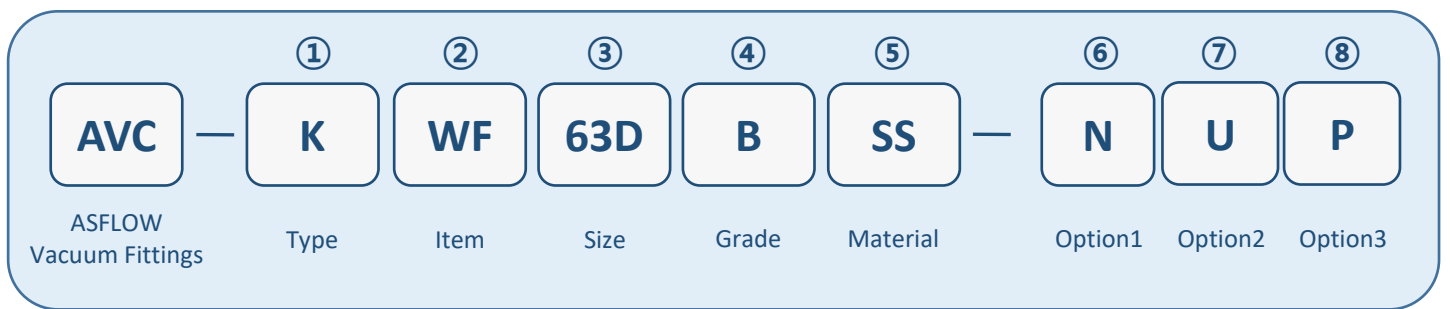 ① ② ③ ④ ⑤ ⑥ ⑦ ⑧
AVC — K WF 63D B SS — N U P
ASFLOW
Vacuum Fittings Type Item Size Grade Material Option1 Option2 Option3